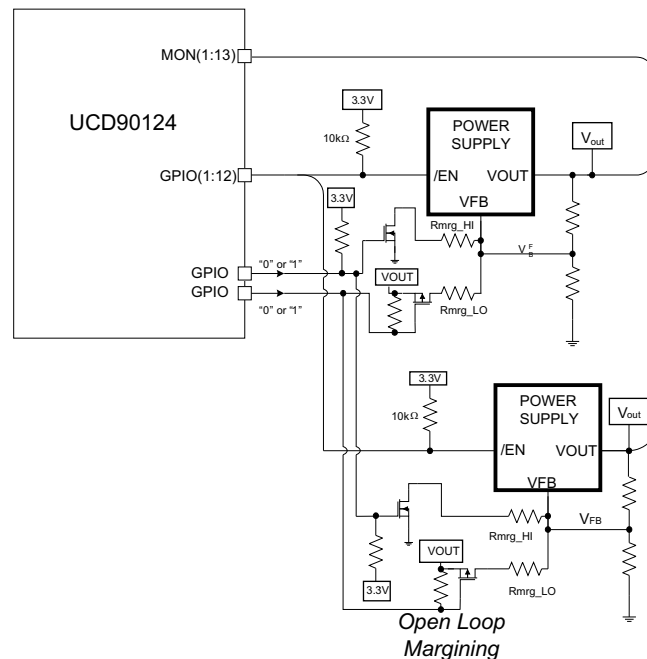 MON(1:13)
UCD90124
3.3V
10kΩ
POWER
SUPPLY
Vout
/EN
VOUT
VFB
GPIO(1:12)
3.3V
Rmrg_HI
VFB
GPIO
"0" or "1"
VOUT
GPIO
"0" or "1"
Rmrg_LO
3.3V
10kΩ
POWER
SUPPLY
Vout
/EN
VOUT
VFB
Rmrg_HI
VFB
VOUT
3.3V
Rmrg_LO
Open Loop
Margining